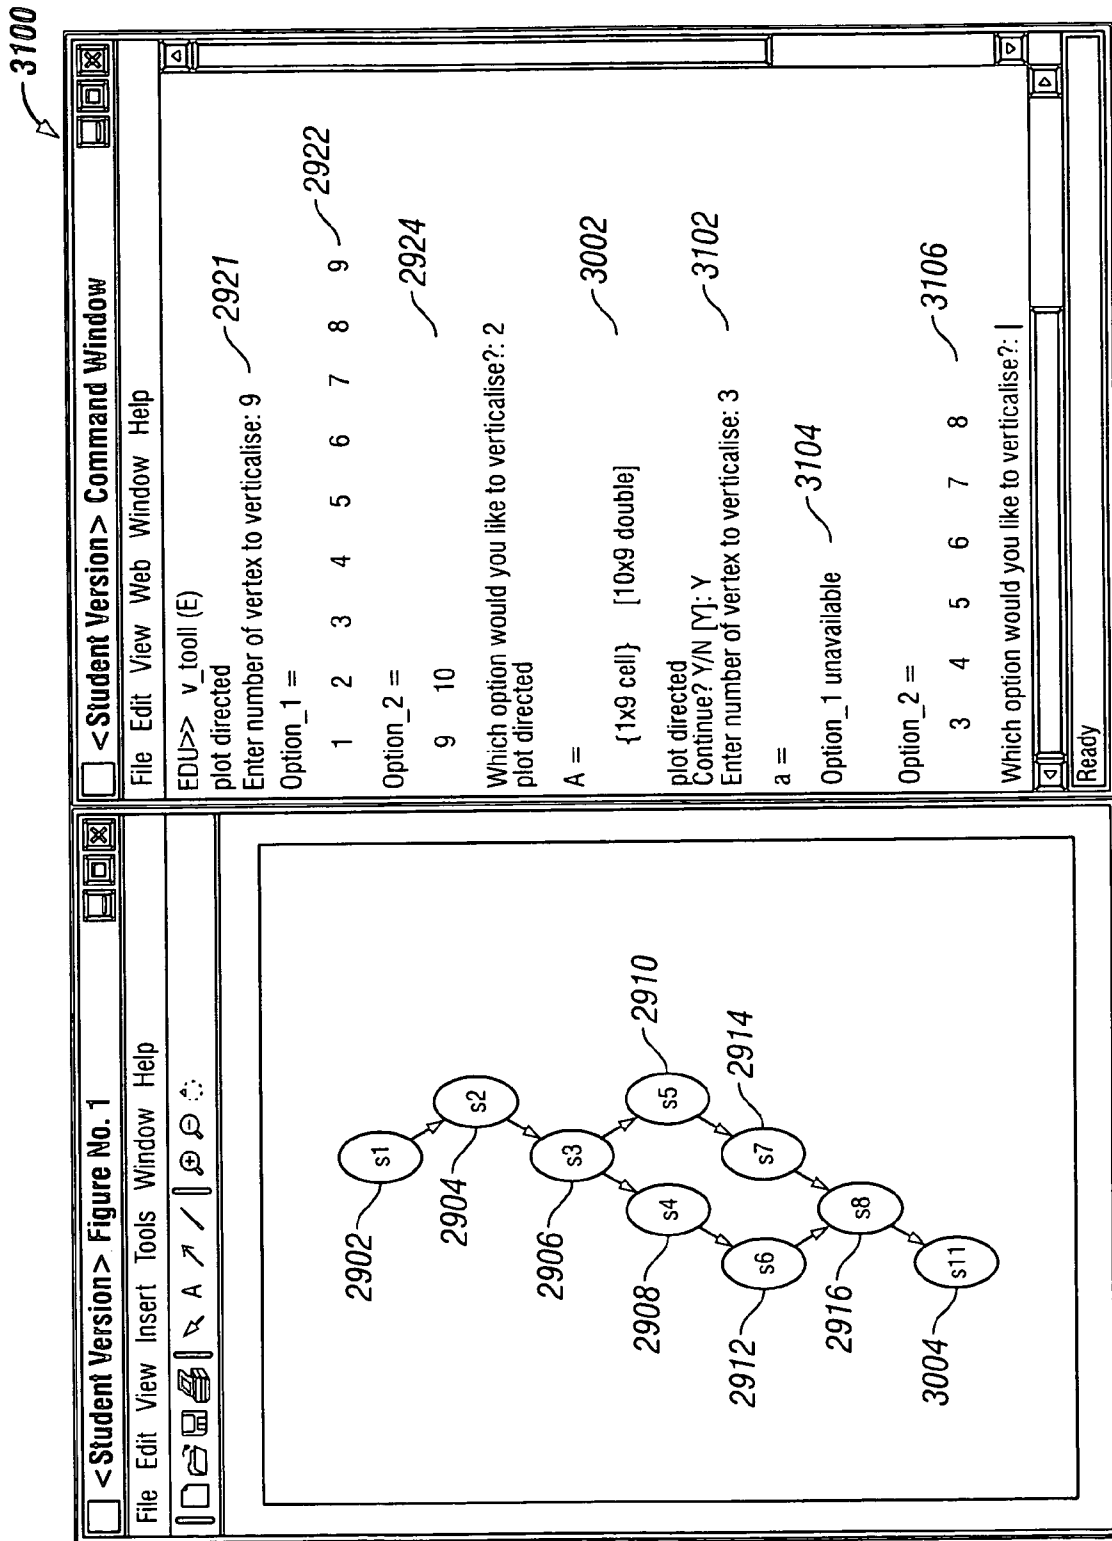 3100
<Student Version> Figure No. 1
File Edit View Insert Tools Window Help
A
s1
s2
s3
s4
s5
s6
s7
s8
s11
2902
2904
2906
2908
2910
2912
2914
2916
3004
<Student Version> Command Window
File Edit View Web Window Help
EDU>> v_tooll (E)
plot directed
Enter number of vertex to verticalise: 9 2921
Option_1 =
1 2 3 4 5 6 7 8 9 2922
Option_2 =
9 10 2924
Which option would you like to verticalise?: 2
plot directed
A =
{1x9 cell} [10x9 double] 3002
plot directed
Continue? Y/N [Y]: Y
Enter number of vertex to verticalise: 3 3102
a =
Option_1 unavailable 3104
Option_2 =
3 4 5 6 7 8 3106
Which option would you like to verticalise?: |
Ready